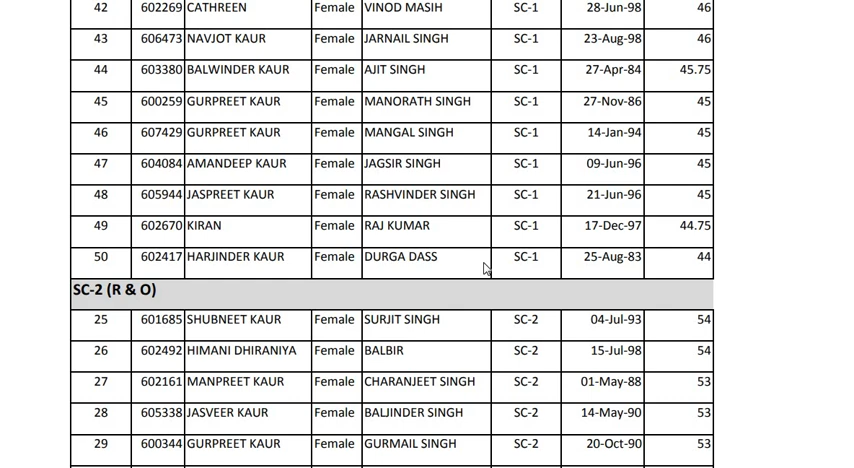 42 602269 CATHREEN Female VINOD MASIH SC-1 28-Jun-98 46
43 606473 NAVJOT KAUR Female JARNAIL SINGH SC-1 23-Aug-98 46
44 603380 BALWINDER KAUR Female AJIT SINGH SC-1 27-Apr-84 45.75
45 600259 GURPREET KAUR Female MANORATH SINGH SC-1 27-Nov-86 45
46 607429 GURPREET KAUR Female MANGAL SINGH SC-1 14-Jan-94 45
47 604084 AMANDEEP KAUR Female JAGSIR SINGH SC-1 09-Jun-96 45
48 605944 JASPREET KAUR Female RASHVINDER SINGH SC-1 21-Jun-96 45
49 602670 KIRAN Female RAJ KUMAR SC-1 17-Dec-97 44.75
50 602417 HARJINDER KAUR Female DURGA DASS SC-1 25-Aug-83 44
SC-2 (R & O)
25 601685 SHUBNEET KAUR Female SURJIT SINGH SC-2 04-Jul-93 54
26 602492 HIMANI DHIRANIYA Female BALBIR SC-2 15-Jul-98 54
27 602161 MANPREET KAUR Female CHARANJEET SINGH SC-2 01-May-88 53
28 605338 JASVEER KAUR Female BALJINDER SINGH SC-2 14-May-90 53
29 600344 GURPREET KAUR Female GURMAIL SINGH SC-2 20-Oct-90 53